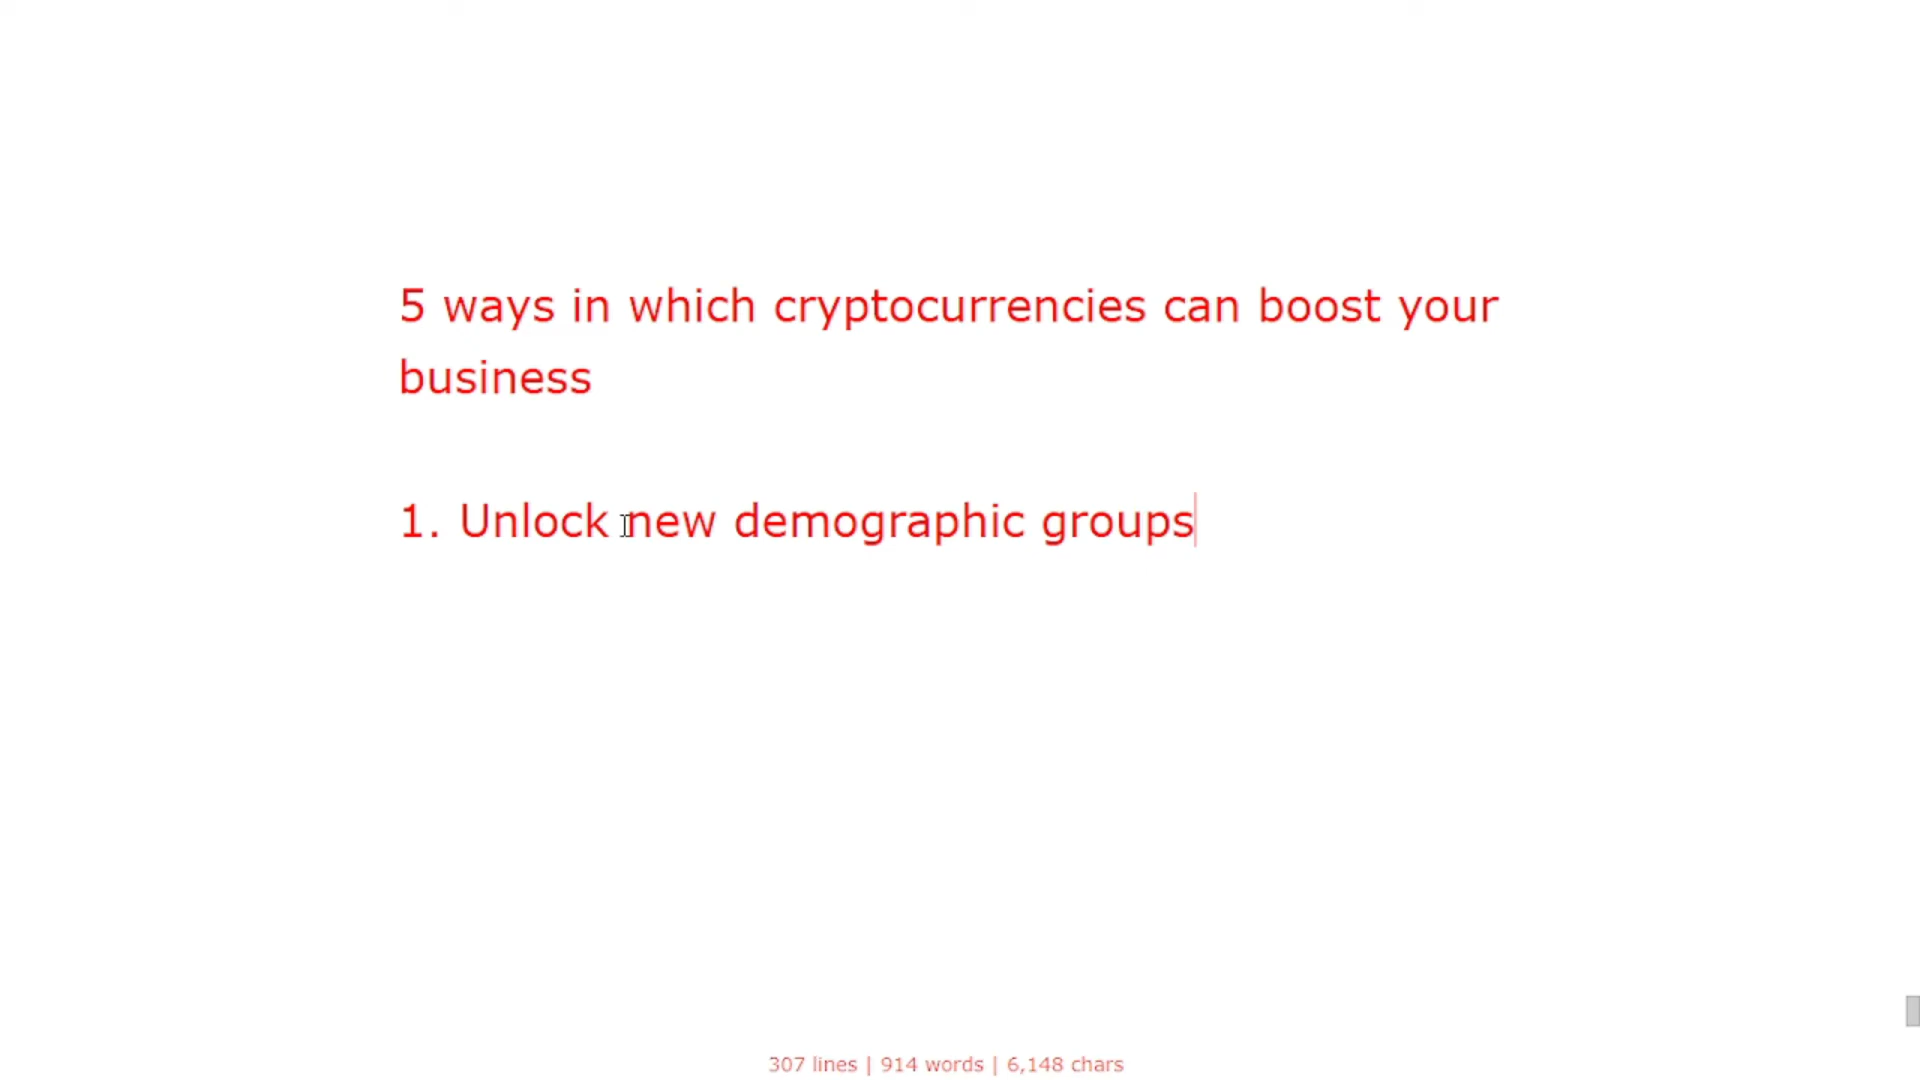 5 ways in which cryptocurrencies can boost your
business
1. Unlock new demographic groups
307 lines | 914 words | 6,148 chars